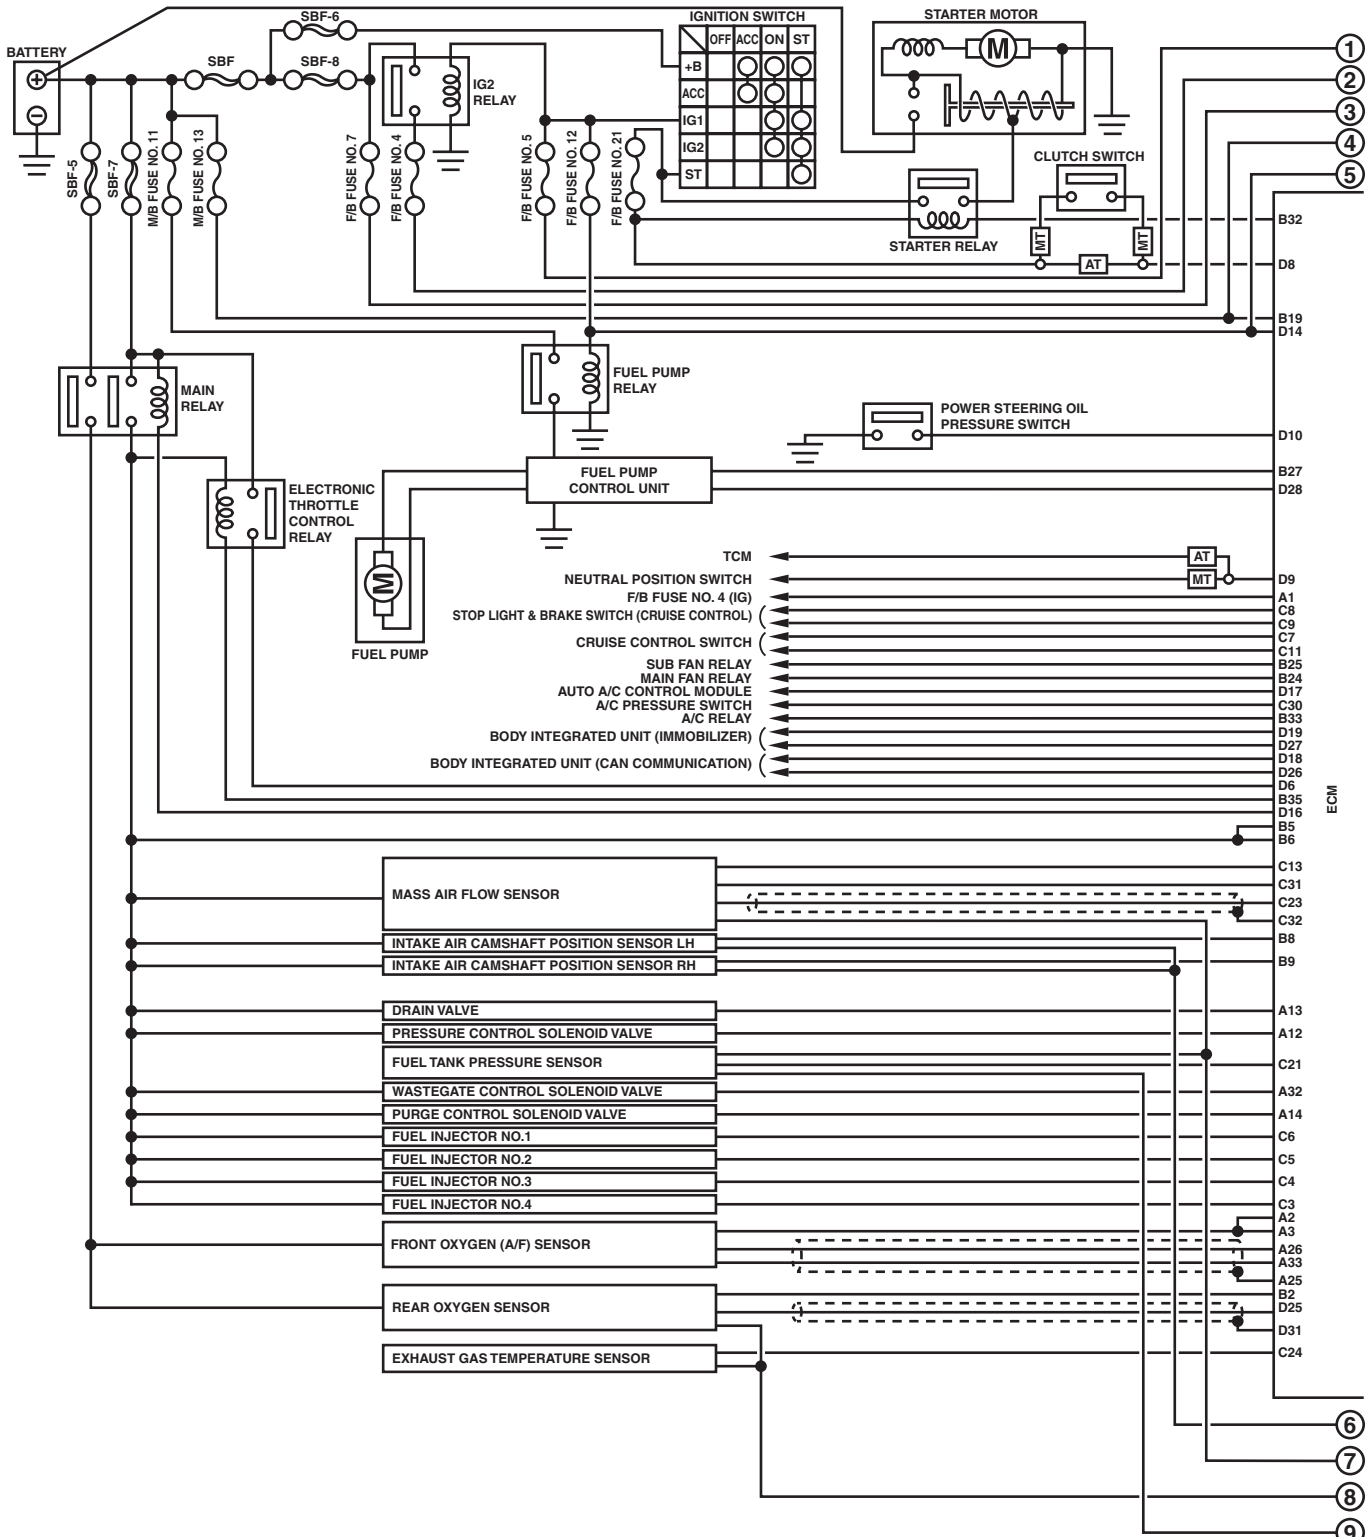 SBF-6
IGNITION SWITCH
STARTER MOTOR
OFF ACC ON ST
+B
ACC
IG1
IG2
ST
BATTERY
SBF
SBF-8
IG2
RELAY
M
1
2
3
4
5
SBF-5
SBF-7
M/B FUSE NO. 11
M/B FUSE NO. 13
F/B FUSE NO. 7
F/B FUSE NO. 4
F/B FUSE NO. 5
F/B FUSE NO. 12
F/B FUSE NO. 21
CLUTCH SWITCH
STARTER RELAY
MT
AT
MT
B32
D8
B19
D14
MAIN
RELAY
FUEL PUMP
RELAY
POWER STEERING OIL
PRESSURE SWITCH
D10
FUEL PUMP
CONTROL UNIT
B27
D28
ELECTRONIC
THROTTLE
CONTROL
RELAY
M
FUEL PUMP
TCM
AT
NEUTRAL POSITION SWITCH
MT
D9
F/B FUSE NO. 4 (IG)
A1
STOP LIGHT & BRAKE SWITCH (CRUISE CONTROL)
C8
C9
CRUISE CONTROL SWITCH
C7
C11
SUB FAN RELAY
B25
MAIN FAN RELAY
B24
AUTO A/C CONTROL MODULE
D17
A/C PRESSURE SWITCH
C30
A/C RELAY
B33
BODY INTEGRATED UNIT (IMMOBILIZER)
D19
D27
BODY INTEGRATED UNIT (CAN COMMUNICATION)
D18
D26
D6
B35
D16
B5
B6
ECM
MASS AIR FLOW SENSOR
C13
C31
C23
C32
INTAKE AIR CAMSHAFT POSITION SENSOR LH
B8
INTAKE AIR CAMSHAFT POSITION SENSOR RH
B9
DRAIN VALVE
A13
PRESSURE CONTROL SOLENOID VALVE
A12
FUEL TANK PRESSURE SENSOR
C21
WASTEGATE CONTROL SOLENOID VALVE
A32
PURGE CONTROL SOLENOID VALVE
A14
FUEL INJECTOR NO.1
C6
FUEL INJECTOR NO.2
C5
FUEL INJECTOR NO.3
C4
FUEL INJECTOR NO.4
C3
A2
A3
FRONT OXYGEN (A/F) SENSOR
A26
A33
A25
B2
REAR OXYGEN SENSOR
D25
D31
EXHAUST GAS TEMPERATURE SENSOR
C24
6
7
8
9